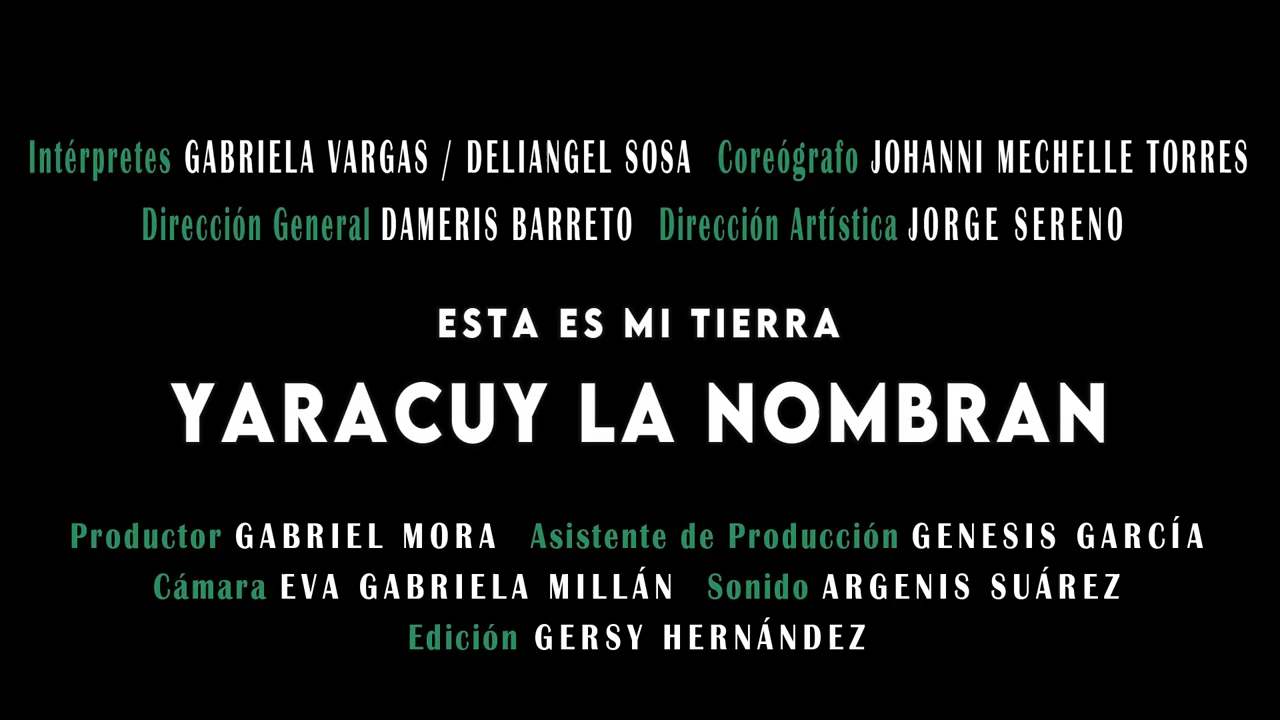 Intérpretes GABRIELA VARGAS / DELIANGEL SOSA Coreógrafo JOHANNI MECHELLE TORRES
Dirección General DAMERIS BARRETO Dirección Artística JORGE SERENO
ESTA ES MI TIERRA
YARACUY LA NOMBRAN
Productor GABRIEL MORA Asistente de Producción GENESIS GARCÍA
Cámara EVA GABRIELA MILLÁN Sonido ARGENIS SUÁREZ
Edición GERSY HERNÁNDEZ